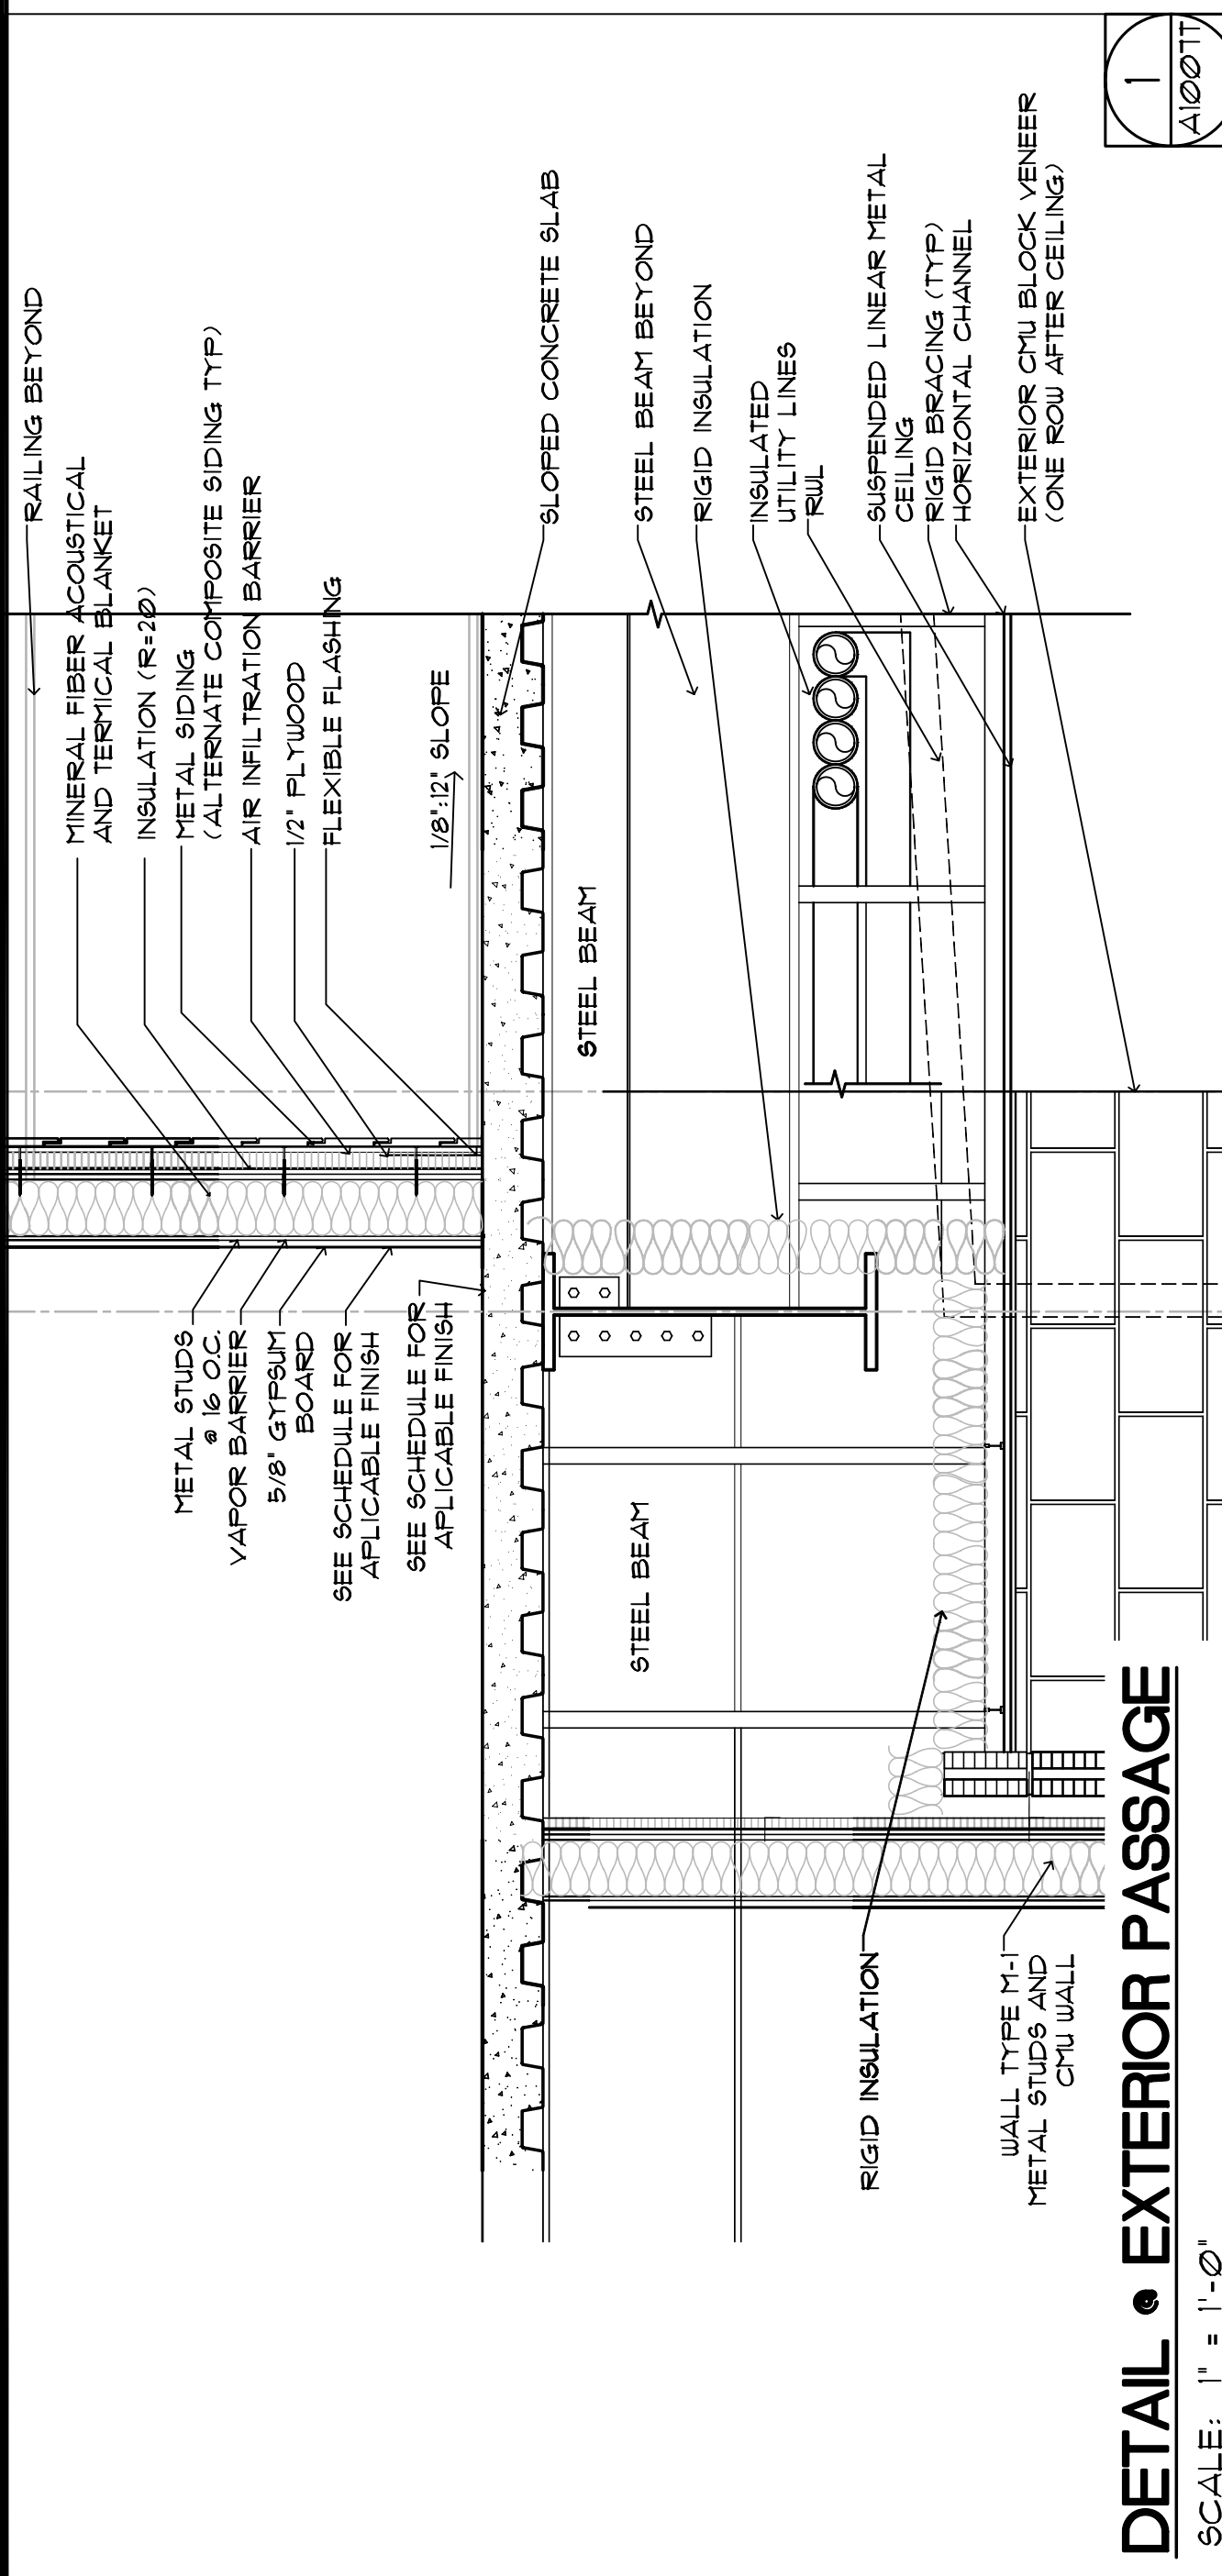 RAILING BEYOND
MINERAL FIBER ACOUSTICAL
AND TERMICAL BLANKET
INSULATION (R=20)
METAL SIDING
(ALTERNATE COMPOSITE SIDING TYP)
AIR INFILTRATION BARRIER
1/2" PLYWOOD
FLEXIBLE FLASHING
1/8":12" SLOPE
SLOPED CONCRETE SLAB
STEEL BEAM BEYOND
RIGID INSULATION
INSULATED
UTILITY LINES
RWL
SUSPENDED LINEAR METAL
CEILING
RIGID BRACING (TYP)
HORIZONTAL CHANNEL
EXTERIOR CMU BLOCK VENEER
(ONE ROW AFTER CEILING)
METAL STUDS
@ 16 O.C.
VAPOR BARRIER
5/8" GYPSUM
BOARD
SEE SCHEDULE FOR
APLICABLE FINISH
SEE SCHEDULE FOR
APLICABLE FINISH
STEEL BEAM
STEEL BEAM
RIGID INSULATION
WALL TYPE M-1
METAL STUDS AND
CMU WALL
DETAIL @ EXTERIOR PASSAGE
SCALE: 1" = 1'-0"
1
A100TT